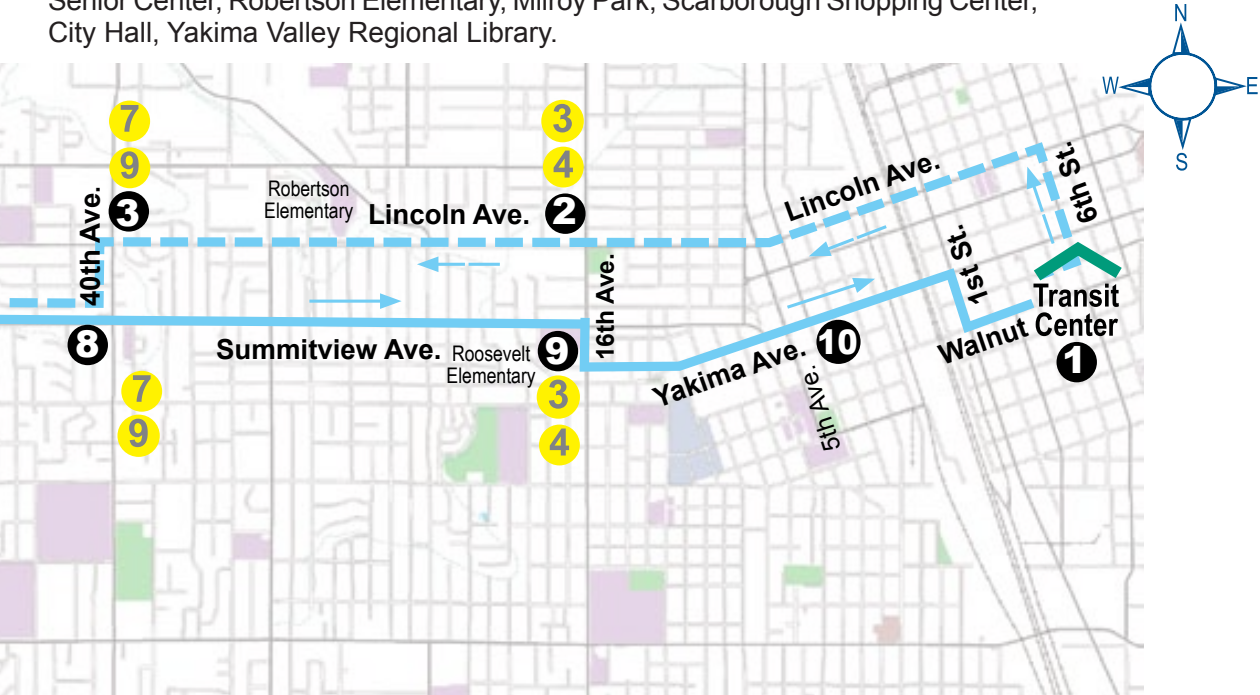 Senior Center, Robertson Elementary, Milroy Park, Scarborough Shopping Center,
City Hall, Yakima Valley Regional Library.
N
W
E
S
7
9
3
40th Ave.
3
4
2
Robertson
Elementary
Lincoln Ave.
Lincoln Ave.
6th St.
1st St.
16th Ave.
Transit
Center
1
Walnut
8
Summitview Ave.
Roosevelt
Elementary
9
Yakima Ave.
10
5th Ave.
7
9
3
4